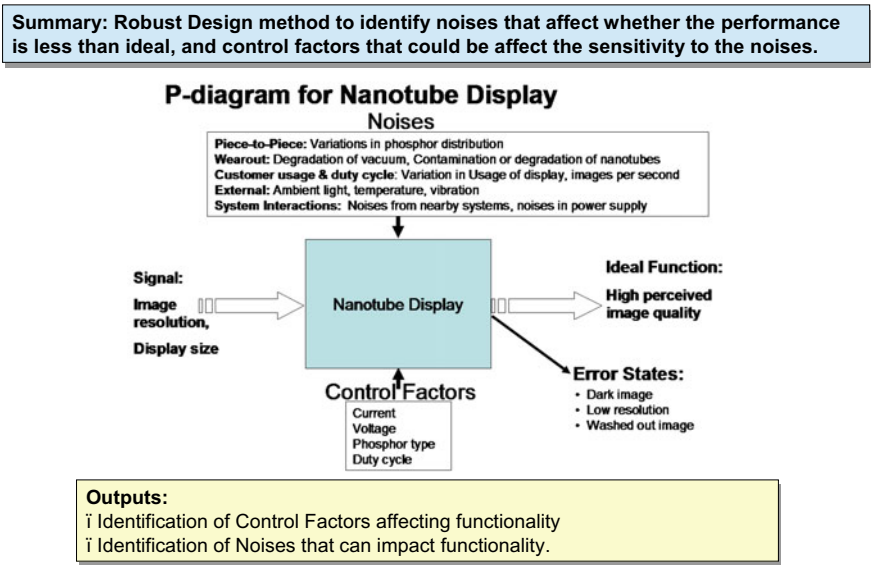 Summary: Robust Design method to identify noises that affect whether the performance
is less than ideal, and control factors that could be affect the sensitivity to the noises.
P-diagram for Nanotube Display
Noises
Piece-to-Piece: Variations in phosphor distribution
Wearout: Degradation of vacuum, Contamination or degradation of nanotubes
Customer usage & duty cycle: Variation in Usage of display, images per second
External: Ambient light, temperature, vibration
System Interactions: Noises from nearby systems, noises in power supply
Signal:
Image
resolution,
Display size
Nanotube Display
Ideal Function:
High perceived
image quality
Error States:
• Dark image
• Low resolution
• Washed out image
Control Factors
Current
Voltage
Phosphor type
Duty cycle
Outputs:
ï Identification of Control Factors affecting functionality
ï Identification of Noises that can impact functionality.